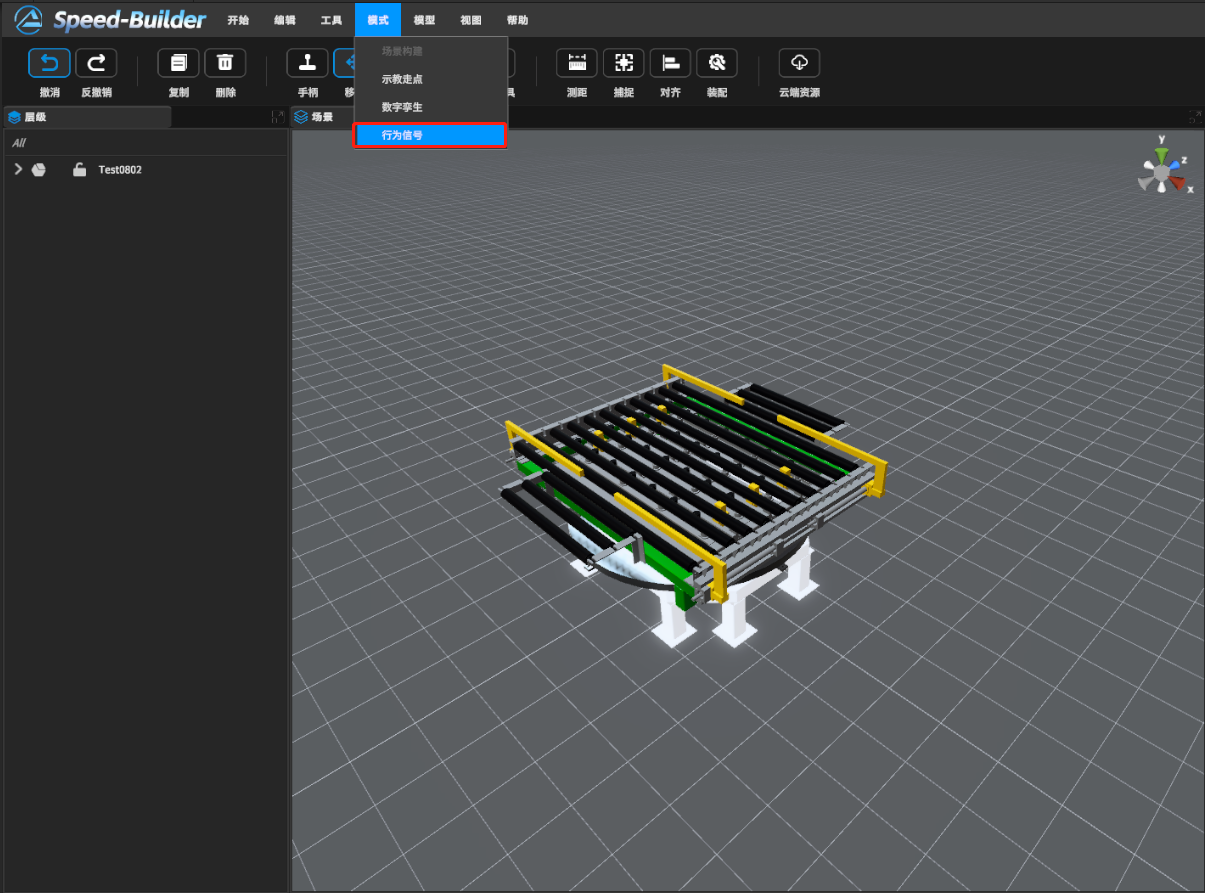 Speed-Builder 开始 编辑 工具 模式 模型 视图 帮助
场景构建
示教走点
数字孪生
行为信号
撤消 反撤销 复制 删除 手柄 测距 捕捉 对齐 装配 云端资源
层级 场景
All
Test0802
Y
Z
X